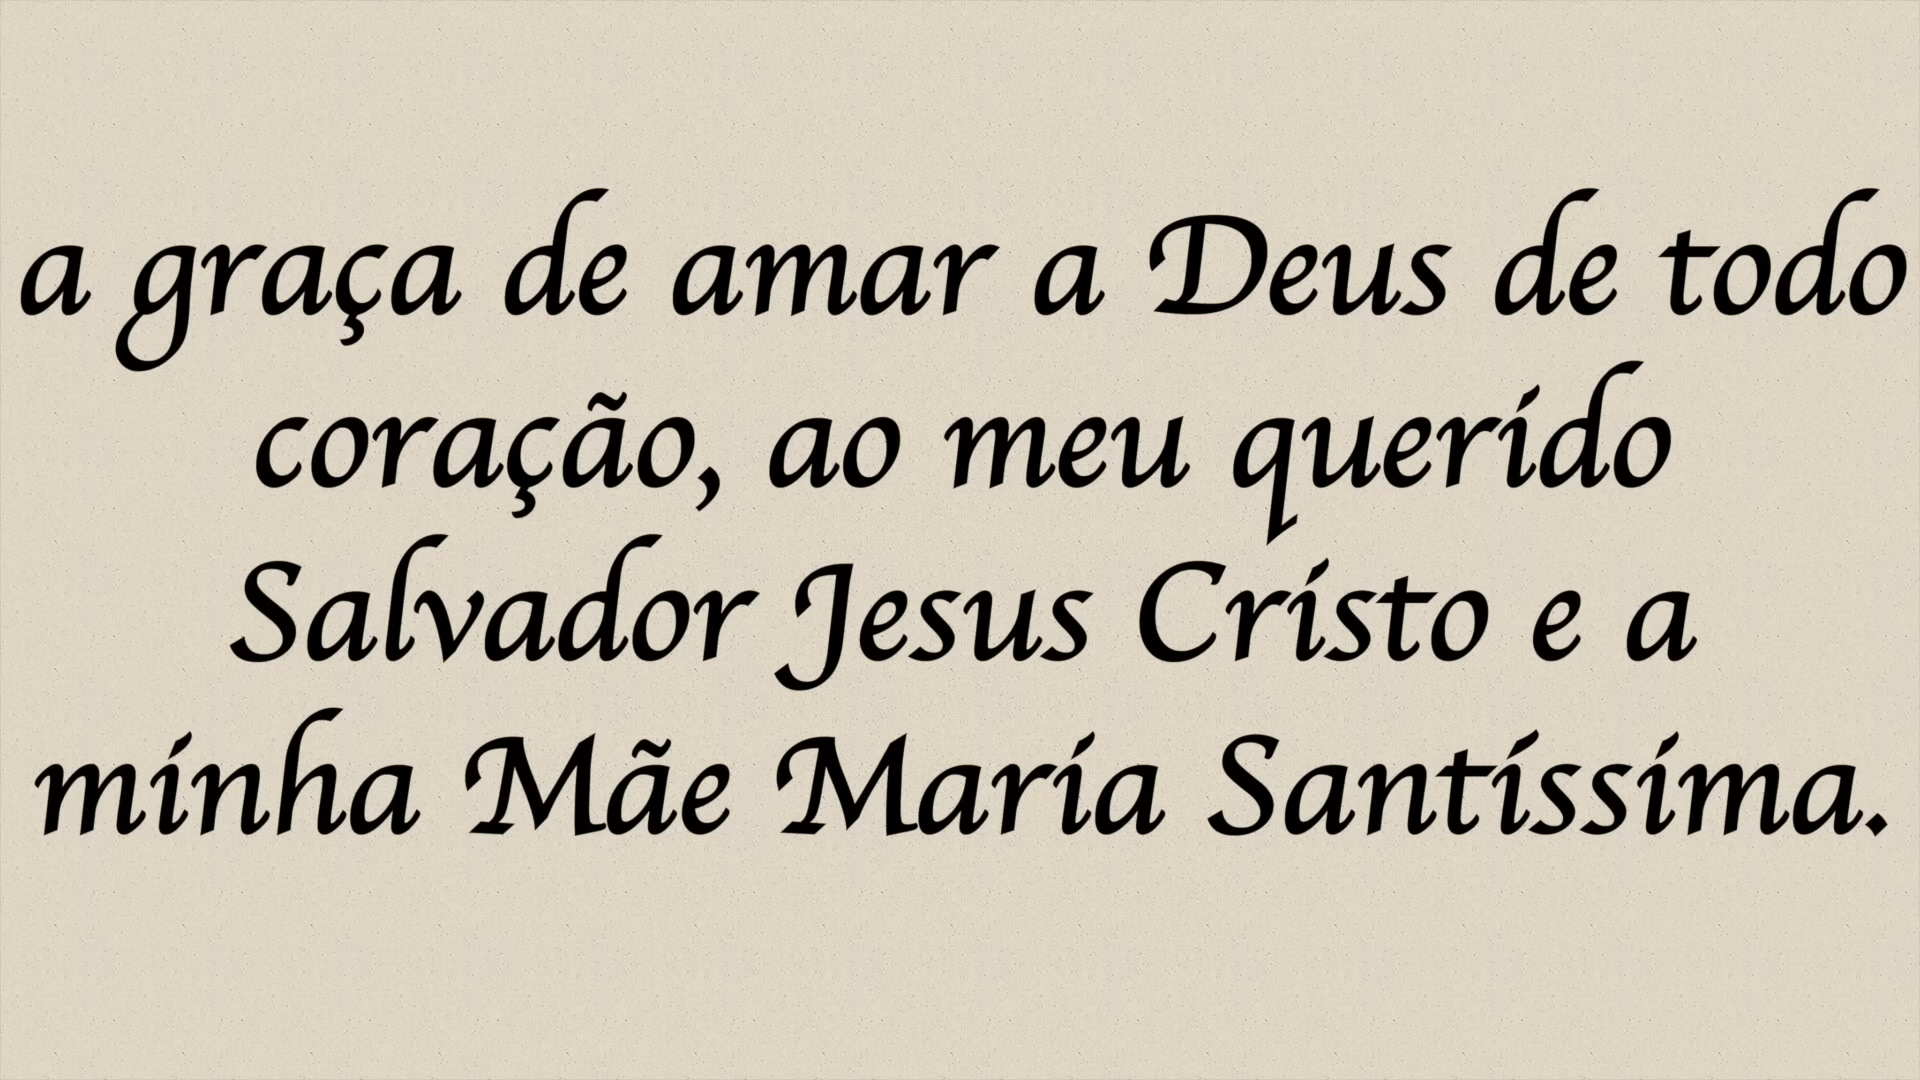 a graça de amar a Deus de todo
coração, ao meu querido
Salvador Jesus Cristo e a
minha Mãe Maria Santíssima.